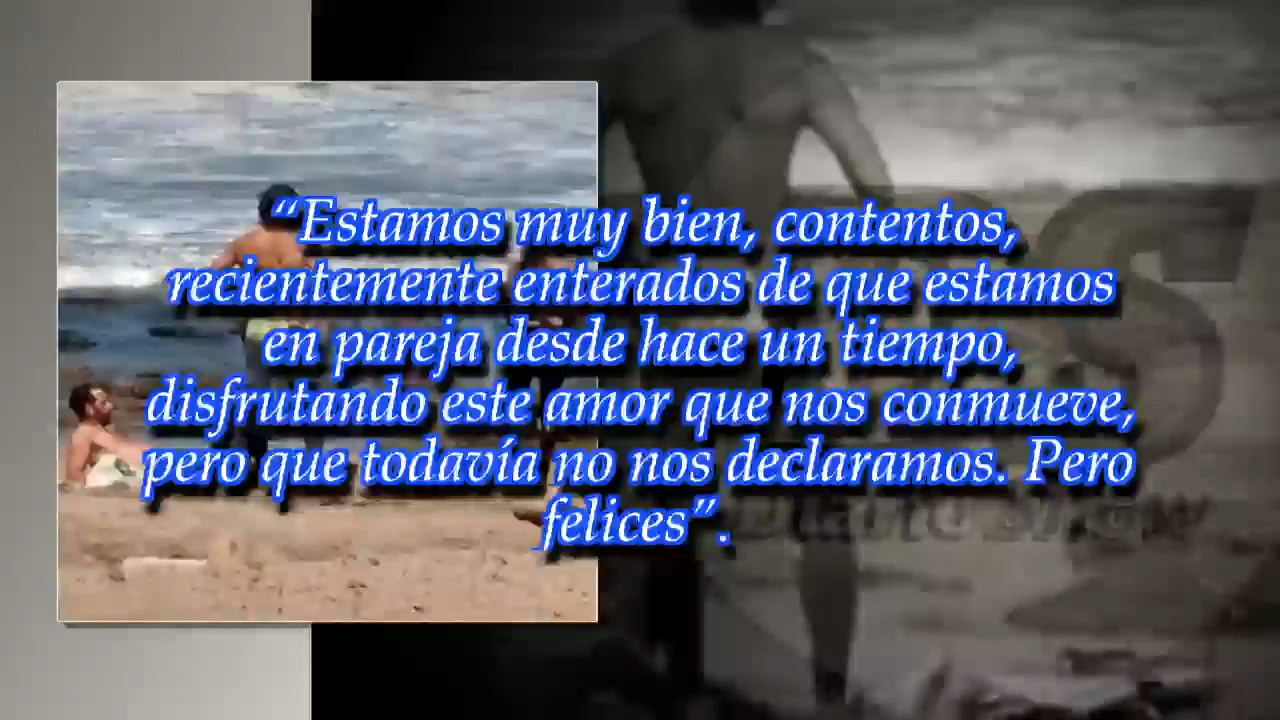 “Estamos muy bien, contentos,
recientemente enterados de que estamos
en pareja desde hace un tiempo,
disfrutando este amor que nos conmueve,
pero que todavía no nos declaramos. Pero
felices”.